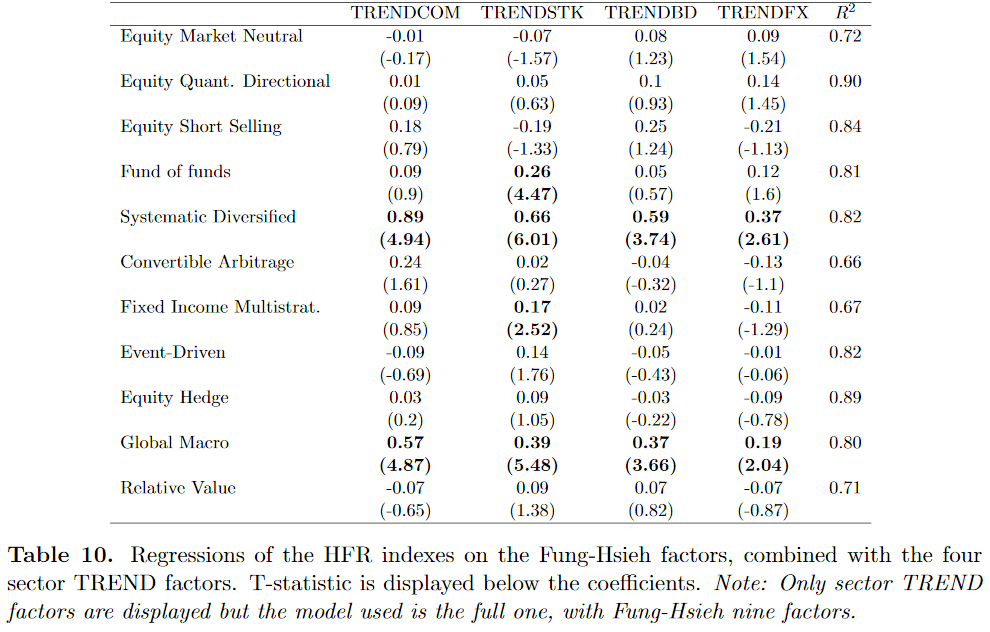 TRENDCOM TRENDSTK TRENDBD TRENDFX R²
Equity Market Neutral -0.01 -0.07 0.08 0.09 0.72
(-0.17) (-1.57) (1.23) (1.54)
Equity Quant. Directional 0.01 0.05 0.1 0.14 0.90
(0.09) (0.63) (0.93) (1.45)
Equity Short Selling 0.18 -0.19 0.25 -0.21 0.84
(0.79) (-1.33) (1.24) (-1.13)
Fund of funds 0.09 0.26 0.05 0.12 0.81
(0.9) (4.47) (0.57) (1.6)
Systematic Diversified 0.89 0.66 0.59 0.37 0.82
(4.94) (6.01) (3.74) (2.61)
Convertible Arbitrage 0.24 0.02 -0.04 -0.13 0.66
(1.61) (0.27) (-0.32) (-1.1)
Fixed Income Multistrat. 0.09 0.17 0.02 -0.11 0.67
(0.85) (2.52) (0.24) (-1.29)
Event-Driven -0.09 0.14 -0.05 -0.01 0.82
(-0.69) (1.76) (-0.43) (-0.06)
Equity Hedge 0.03 0.09 -0.03 -0.09 0.89
(0.2) (1.05) (-0.22) (-0.78)
Global Macro 0.57 0.39 0.37 0.19 0.80
(4.87) (5.48) (3.66) (2.04)
Relative Value -0.07 0.09 0.07 -0.07 0.71
(-0.65) (1.38) (0.82) (-0.87)
Table 10. Regressions of the HFR indexes on the Fung-Hsieh factors, combined with the four
sector TREND factors. T-statistic is displayed below the coefficients. Note: Only sector TREND
factors are displayed but the model used is the full one, with Fung-Hsieh nine factors.